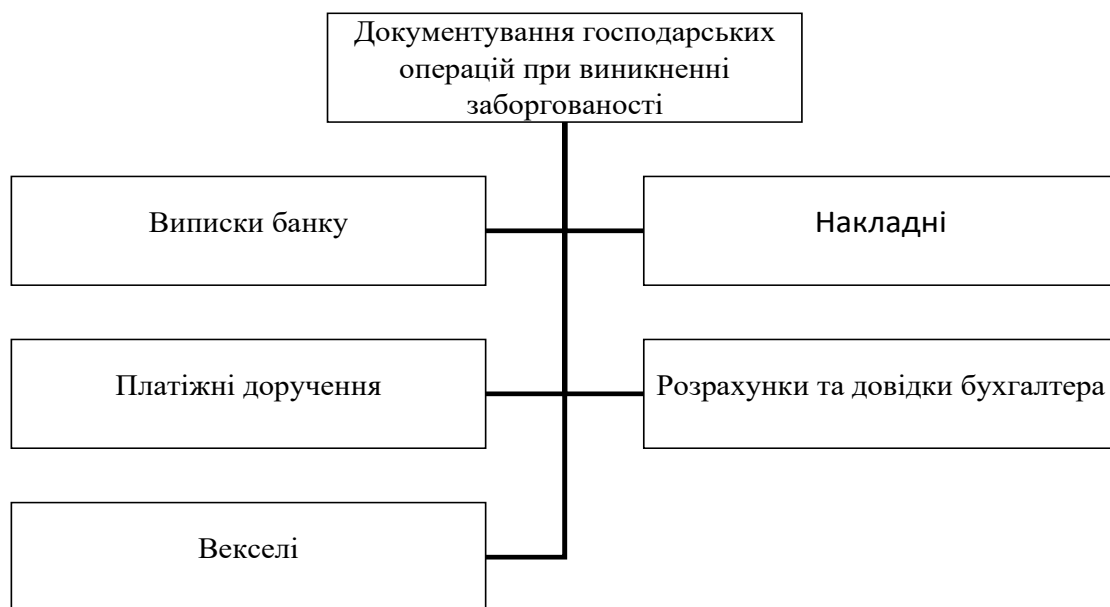 Документування господарських
операцій при виникненні
заборгованості
Виписки банку
Накладні
Платіжні доручення
Розрахунки та довідки бухгалтера
Векселі